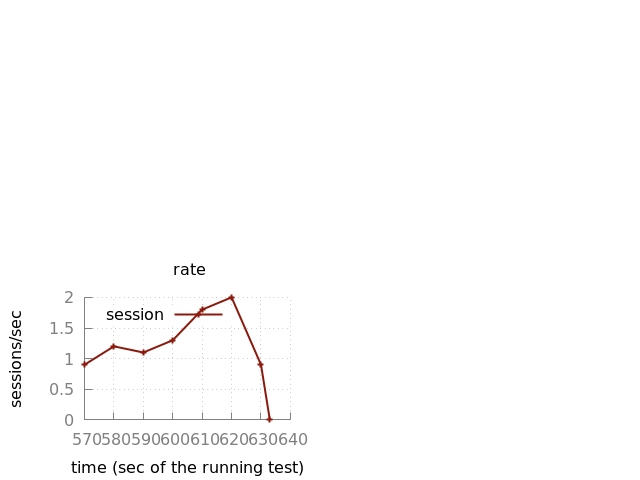 rate
2
session
1.5
1
0.5
0
sessions/sec
570 580 590 600 610 620 630 640
time (sec of the running test)